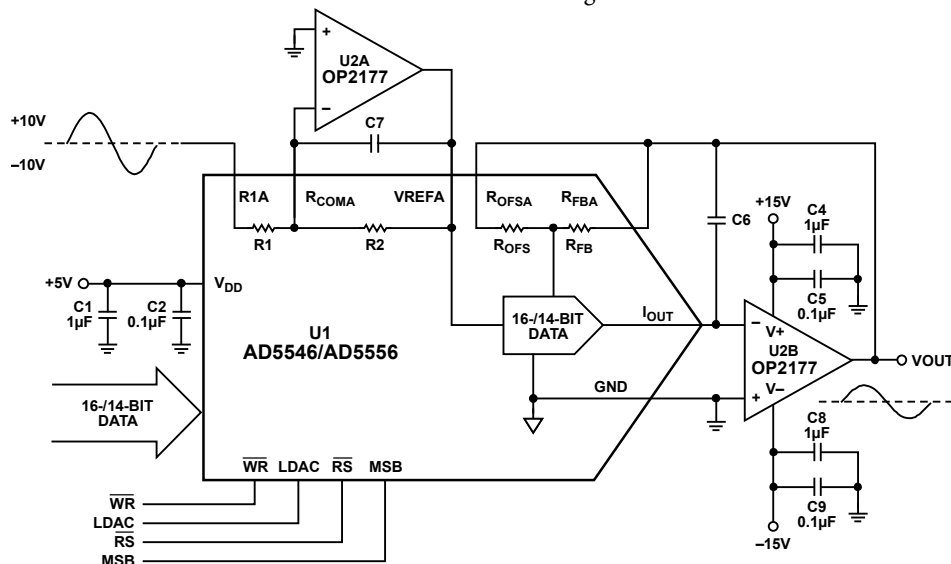 +
U2A
OP2177
−
C7
+10V
−10V
R1A
RCOMA
VREFA
ROFSA
RFBA
R1
R2
ROFS
RFB
C6
+15V
C4
1µF
C5
0.1µF
+5V
VDD
C1
1µF
C2
0.1µF
U1
AD5546/AD5556
16-/14-BIT
DATA
IOUT
−
V+
U2B
OP2177
V−
+
VOUT
GND
16-/14-BIT
DATA
C8
1µF
C9
0.1µF
−15V
WR LDAC RS MSB
WR
LDAC
RS
MSB